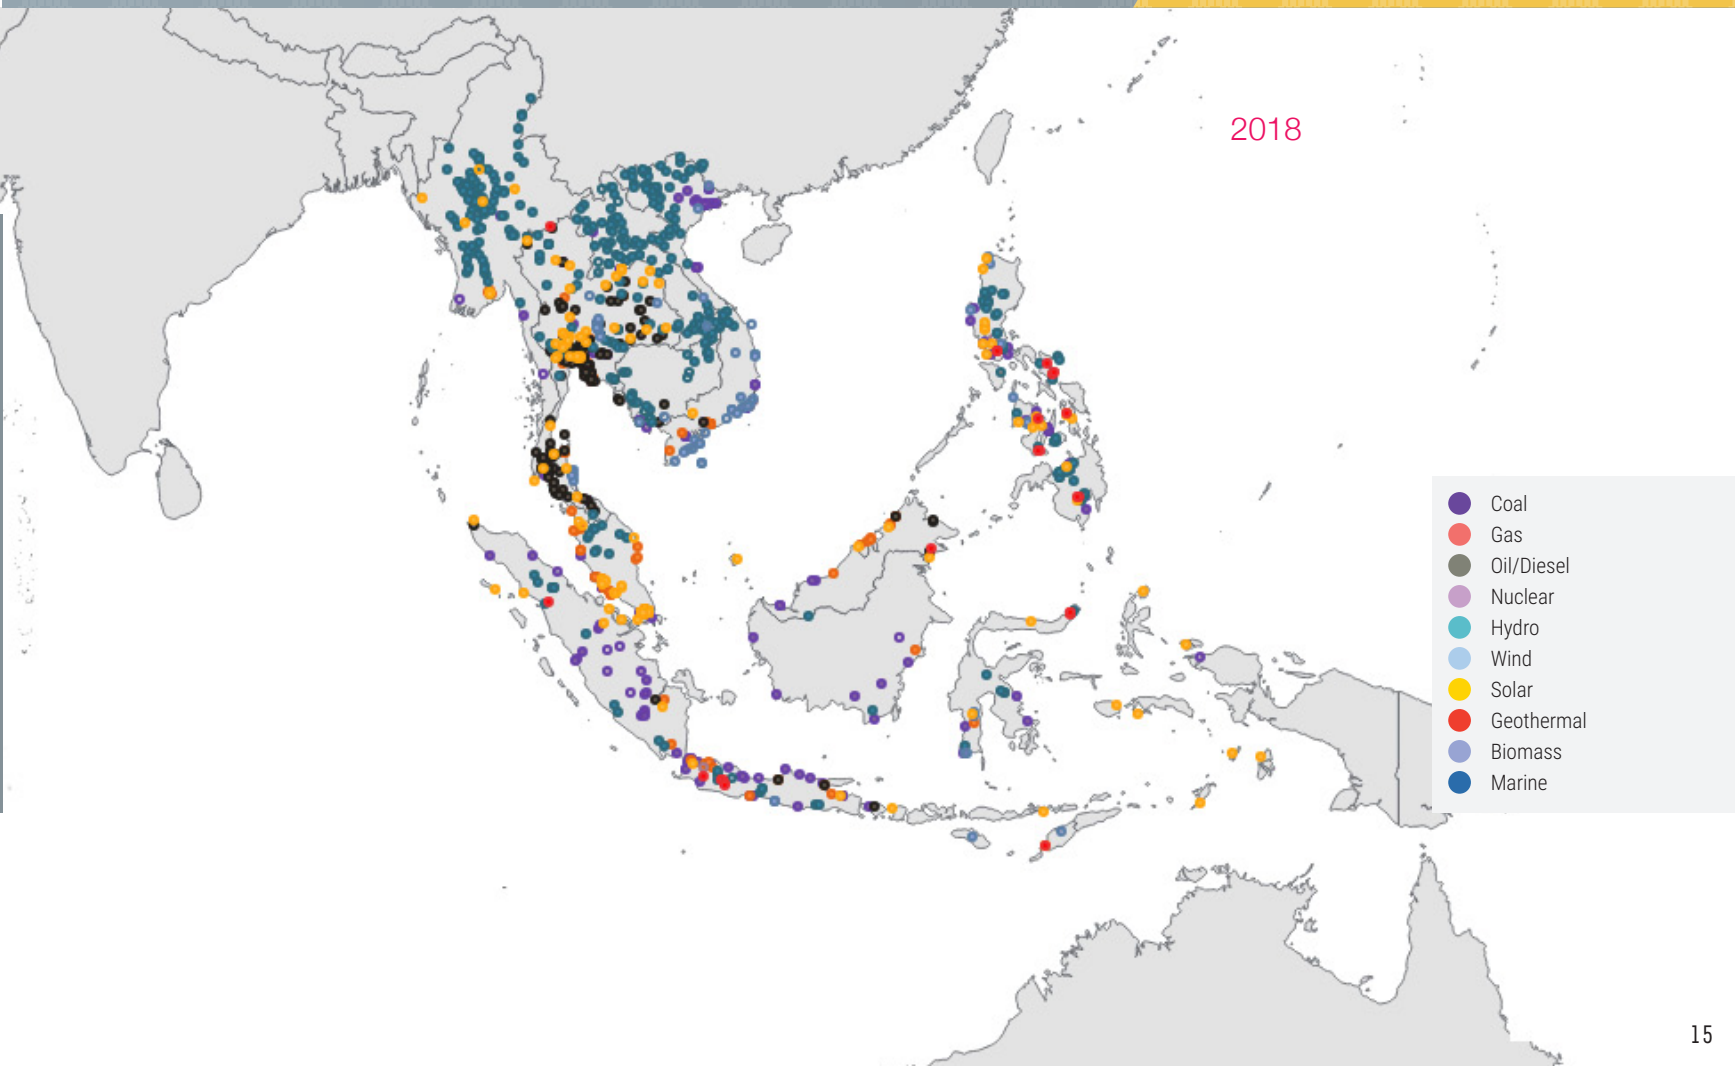 2018
Coal
Gas
Oil/Diesel
Nuclear
Hydro
Wind
Solar
Geothermal
Biomass
Marine
15